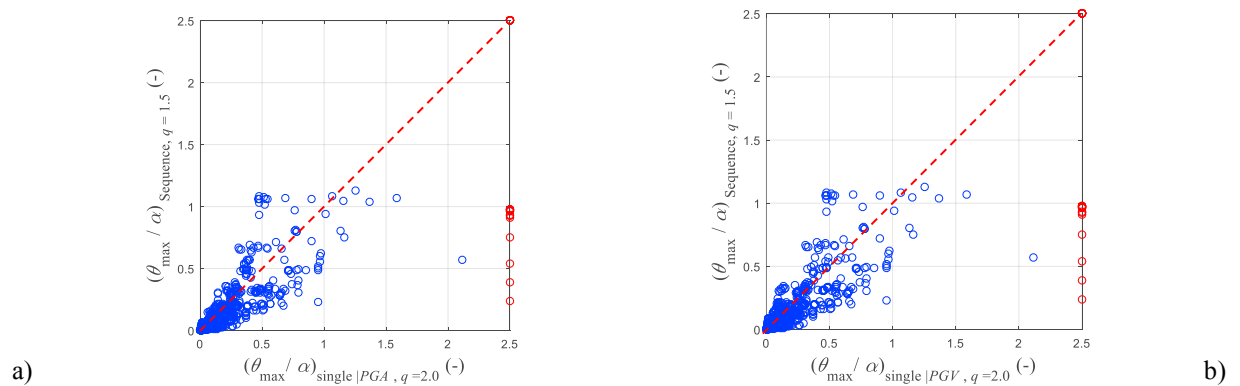 2.5
2
1.5
1
0.5
0
(θmax / α)Sequence, q = 1.5 (-)
0 0.5 1 1.5 2 2.5
(θmax / α)single |PGA , q =2.0 (-)
a)
2.5
2
1.5
1
0.5
0
(θmax / α)Sequence, q = 1.5 (-)
0 0.5 1 1.5 2 2.5
(θmax / α)single |PGV , q =2.0 (-)
b)